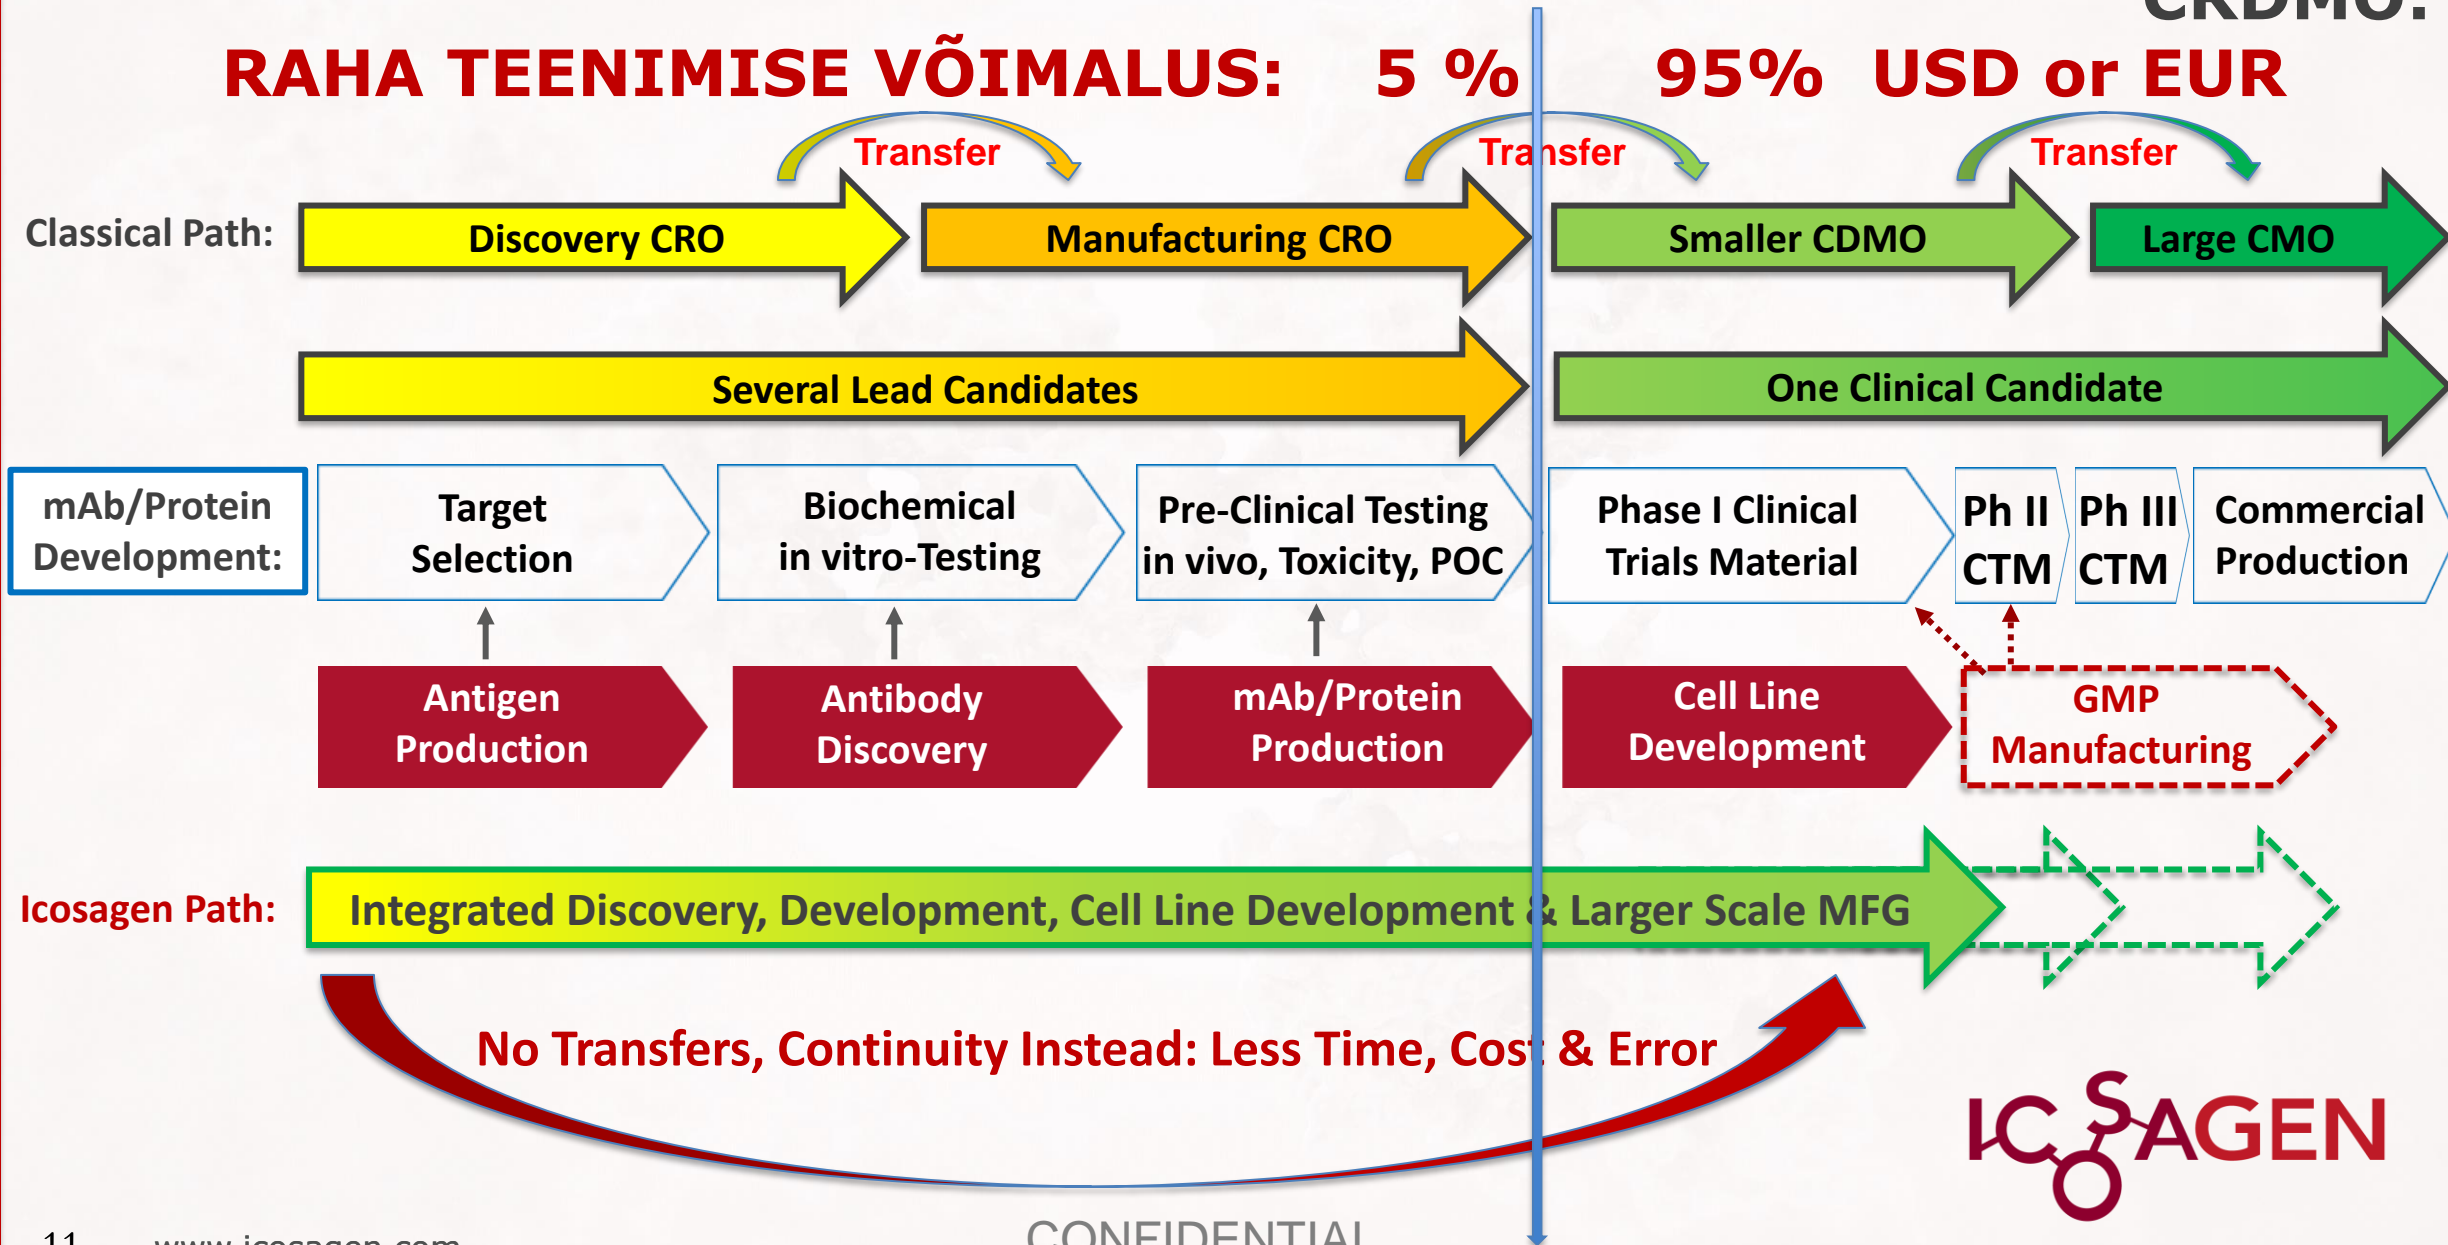 CRDMO:
RAHA TEENIMISE VÕIMALUS: 5 % 95% USD or EUR
Transfer Transfer Transfer
Classical Path: Discovery CRO Manufacturing CRO Smaller CDMO Large CMO
Several Lead Candidates One Clinical Candidate
mAb/Protein
Development:
Target
Selection
Biochemical
in vitro-Testing
Pre-Clinical Testing
in vivo, Toxicity, POC
Phase I Clinical
Trials Material
Ph II
CTM
Ph III
CTM
Commercial
Production
Antigen
Production
Antibody
Discovery
mAb/Protein
Production
Cell Line
Development
GMP
Manufacturing
Icosagen Path: Integrated Discovery, Development, Cell Line Development & Larger Scale MFG
No Transfers, Continuity Instead: Less Time, Cost & Error
ICOSAGEN
11 www.icosagen.com CONFIDENTIAL